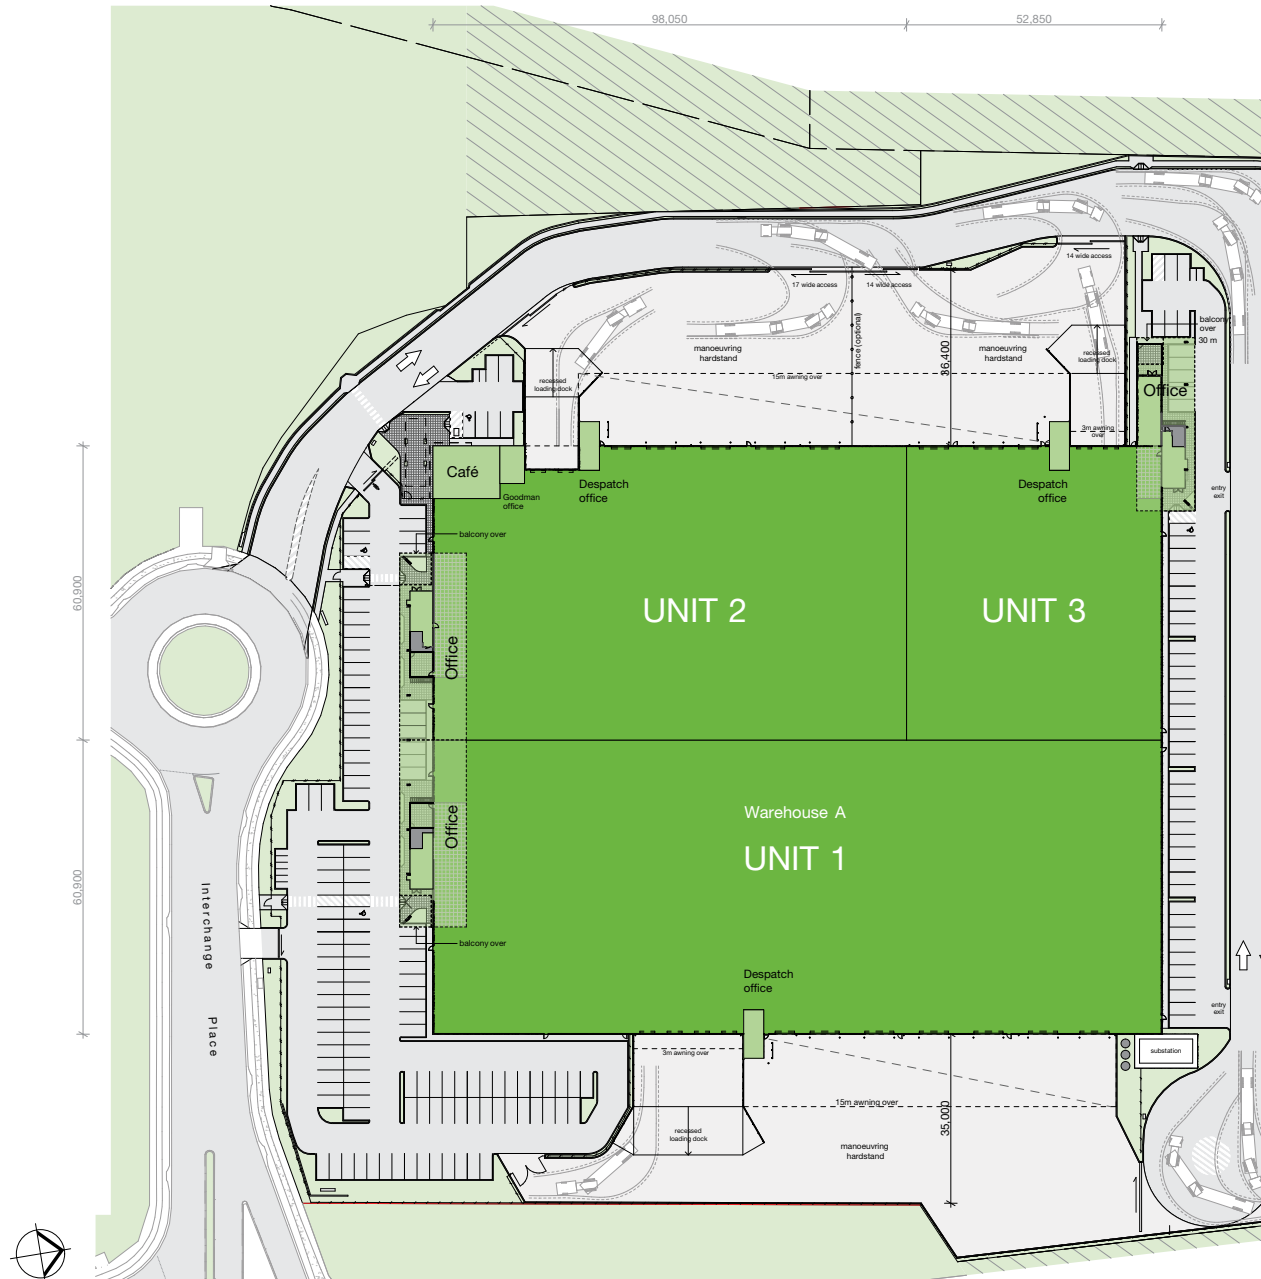 98,050
52,850
17 wide access
14 wide access
14 wide access
balcony
over
30 m
fence (optional)
36,400
manoeuvring
hardstand
manoeuvring
hardstand
recessed
loading dock
recessed
loading dock
15m awning over
3m awning
over
Office
Café
Goodman
office
Despatch
office
Despatch
office
entry
exit
balcony over
60,900
UNIT 2
UNIT 3
Office
Office
Warehouse A
UNIT 1
60,900
Interchange Place
balcony over
Despatch
office
entry
exit
substation
3m awning over
15m awning over
35,000
recessed
loading dock
manoeuvring
hardstand